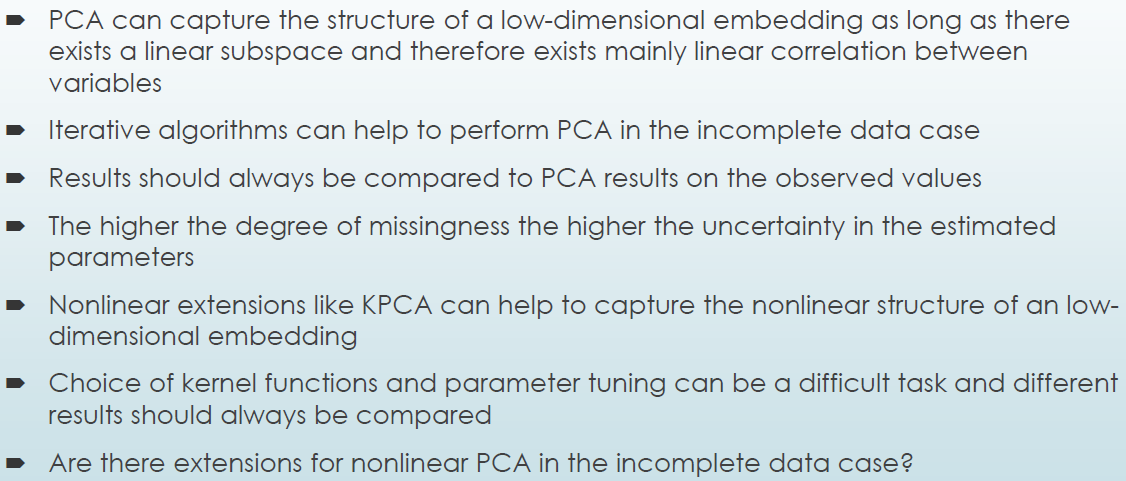 PCA can capture the structure of a low-dimensional embedding as long as there
exists a linear subspace and therefore exists mainly linear correlation between
variables
Iterative algorithms can help to perform PCA in the incomplete data case
Results should always be compared to PCA results on the observed values
The higher the degree of missingness the higher the uncertainty in the estimated
parameters
Nonlinear extensions like KPCA can help to capture the nonlinear structure of an low-
dimensional embedding
Choice of kernel functions and parameter tuning can be a difficult task and different
results should always be compared
Are there extensions for nonlinear PCA in the incomplete data case?